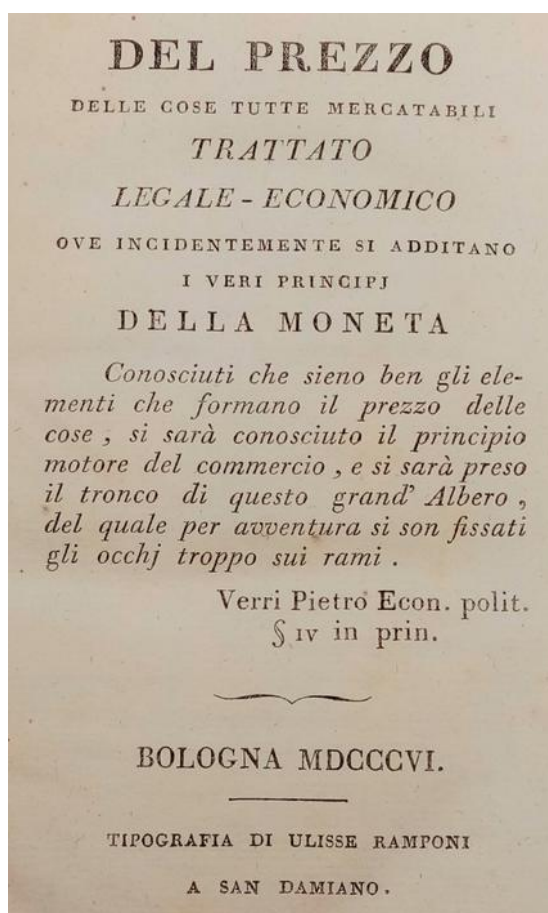 DEL PREZZO
DELLE COSE TUTTE MERCATABILI
TRATTATO
LEGALE - ECONOMICO
OVE INCIDENTEMENTE SI ADDITANO
I VERI PRINCIPJ
DELLA MONETA
Conosciuti che sieno ben gli ele-
menti che formano il prezzo delle
cose, si sarà conosciuto il principio
motore del commercio, e si sarà preso
il tronco di questo grand' Albero,
del quale per avventura si son fissati
gli occhj troppo sui rami.
Verri Pietro Econ. polit.
§ IV in prin.
BOLOGNA MDCCCVI.
TIPOGRAFIA DI ULISSE RAMPONI
A SAN DAMIANO.